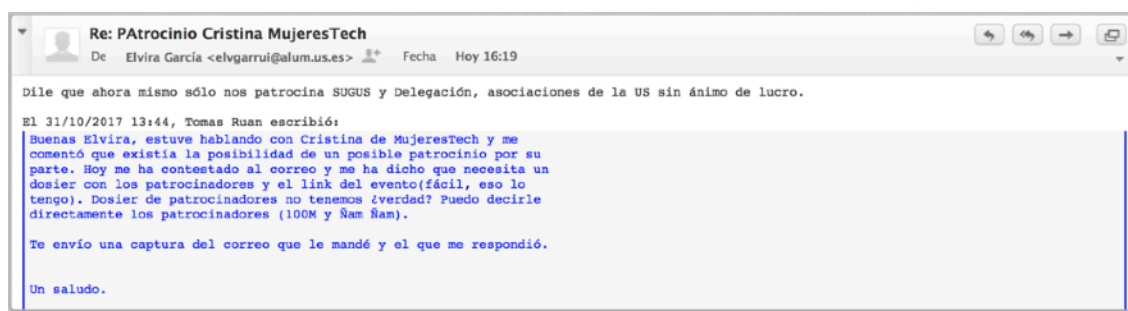 Re: PAtrocinio Cristina MujeresTech
De Elvira García <elvgarrui@alum.us.es> Fecha Hoy 16:19
Dile que ahora mismo sólo nos patrocina SUGUS y Delegación, asociaciones de la US sin ánimo de lucro.
El 31/10/2017 13:44, Tomas Ruan escribió:
Buenas Elvira, estuve hablando con Cristina de MujeresTech y me
comentó que existía la posibilidad de un posible patrocinio por su
parte. Hoy me ha contestado al correo y me ha dicho que necesita un
dosier con los patrocinadores y el link del evento(fácil, eso lo
tengo). Dosier de patrocinadores no tenemos ¿verdad? Puedo decirle
directamente los patrocinadores (100M y Ñam Ñam).
Te envío una captura del correo que le mandé y el que me respondió.
Un saludo.